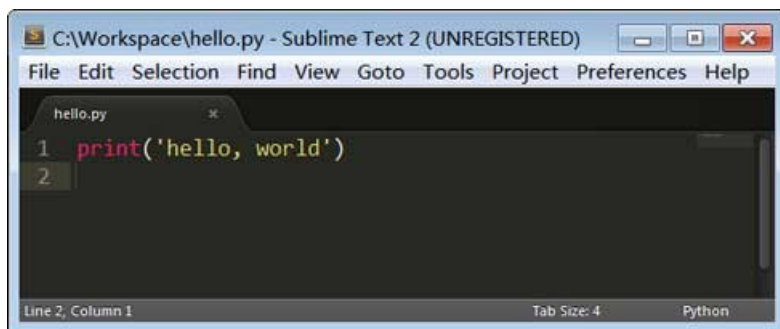 C:\Workspace\hello.py - Sublime Text 2 (UNREGISTERED)
File Edit Selection Find View Goto Tools Project Preferences Help
hello.py
1 print('hello, world')
2
Line 2, Column 1 Tab Size: 4 Python